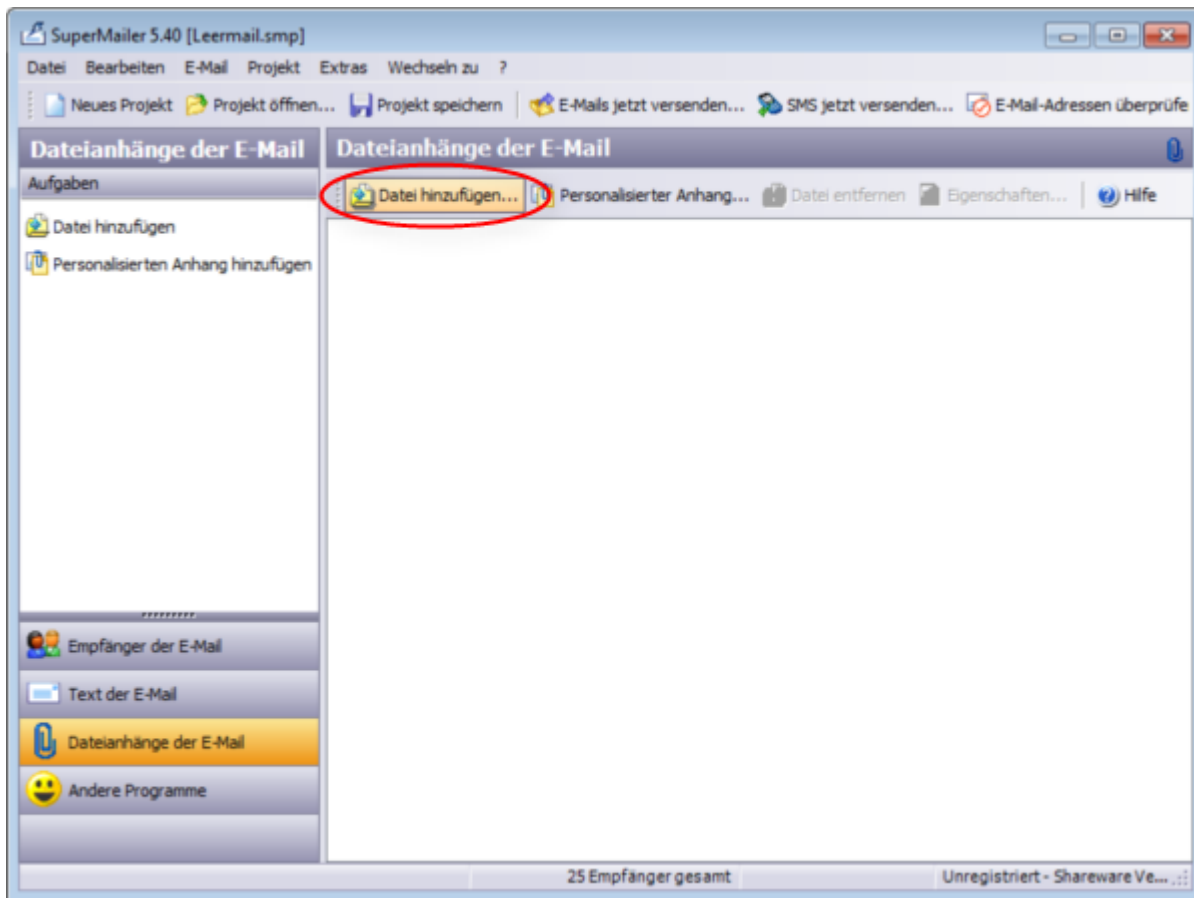 SuperMailer 5.40 [Leermail.smp]
Datei Bearbeiten E-Mail Projekt Extras Wechseln zu ?
Neues Projekt Projekt öffnen... Projekt speichern E-Mails jetzt versenden... SMS jetzt versenden... E-Mail-Adressen überprüfe
Dateianhänge der E-Mail
Dateianhänge der E-Mail
Aufgaben
Datei hinzufügen... Personalisierter Anhang... Datei entfernen Eigenschaften... Hilfe
Datei hinzufügen
Personalisierten Anhang hinzufügen
Empfänger der E-Mail
Text der E-Mail
Dateianhänge der E-Mail
Andere Programme
25 Empfänger gesamt
Unregistriert - Shareware Ve...